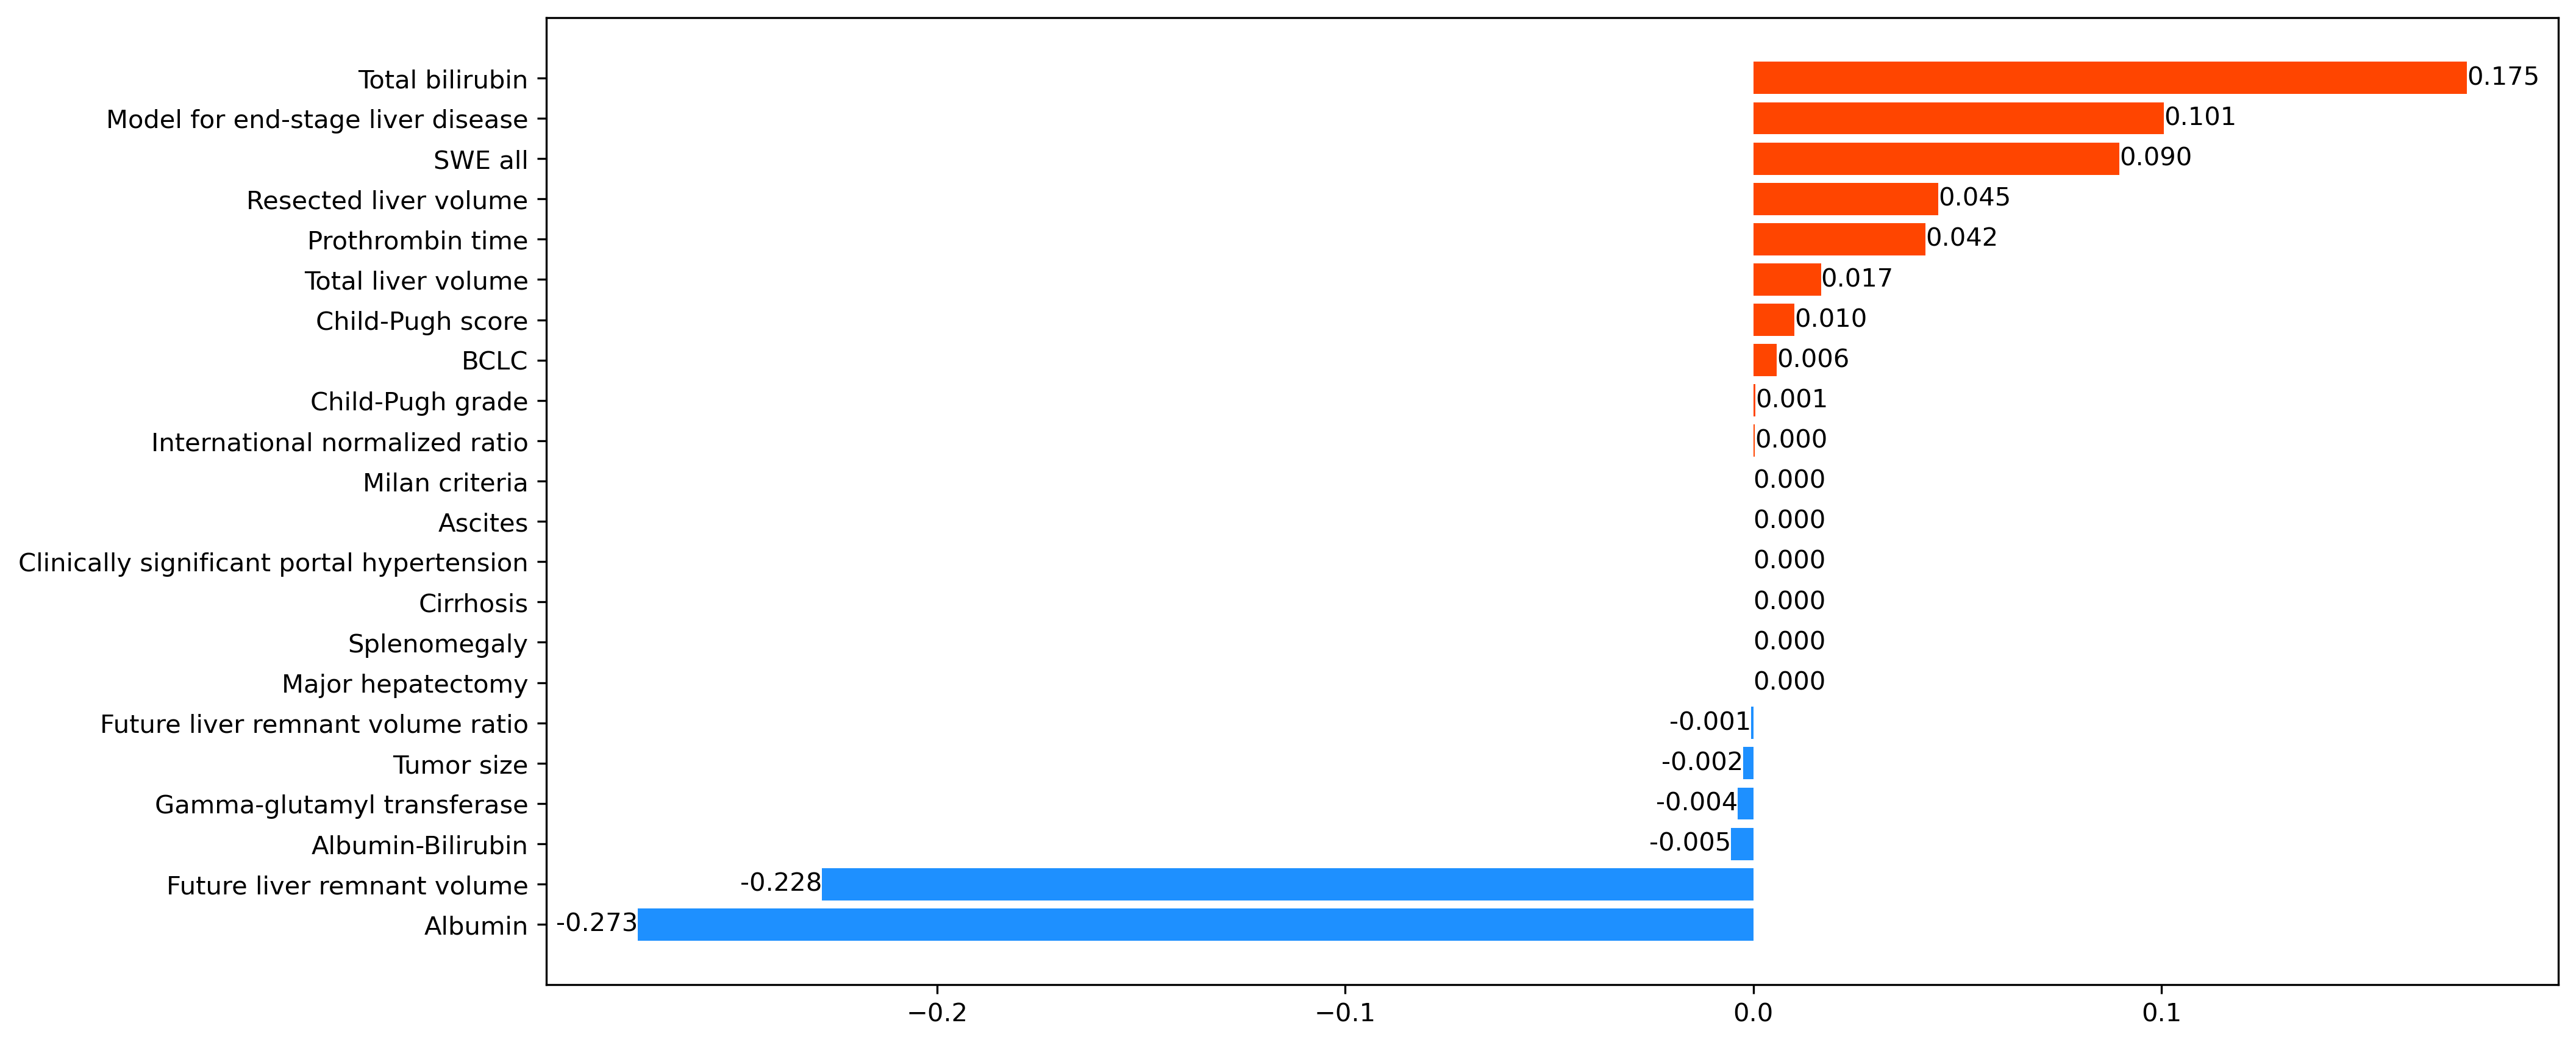 Total bilirubin 0.175
Model for end-stage liver disease 0.101
SWE all 0.090
Resected liver volume 0.045
Prothrombin time 0.042
Total liver volume 0.017
Child-Pugh score 0.010
BCLC 0.006
Child-Pugh grade 0.001
International normalized ratio 0.000
Milan criteria 0.000
Ascites 0.000
Clinically significant portal hypertension 0.000
Cirrhosis 0.000
Splenomegaly 0.000
Major hepatectomy 0.000
Future liver remnant volume ratio -0.001
Tumor size -0.002
Gamma-glutamyl transferase -0.004
Albumin-Bilirubin -0.005
Future liver remnant volume -0.228
Albumin -0.273
−0.2 −0.1 0.0 0.1